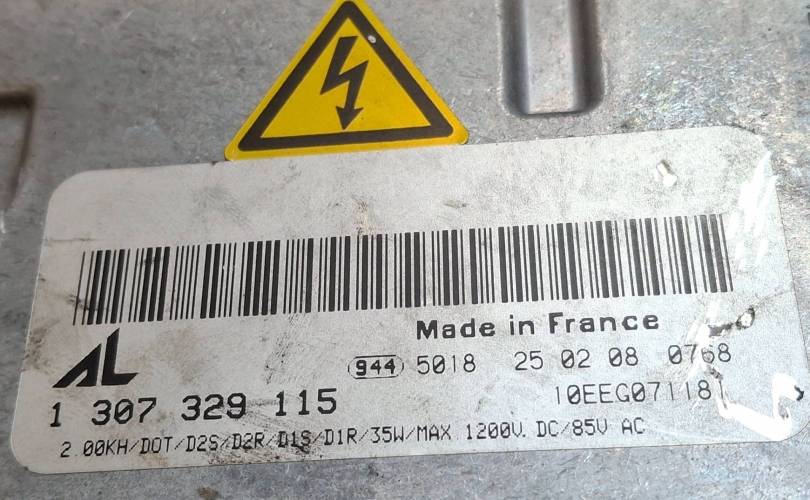 Made in France
AL
944 5018 25 02 08 0768
1 307 329 115
10EEG071181
2.00KH/DOT/D2S/D2R/D1S/D1R/35W/MAX 1200V. DC/85V AC